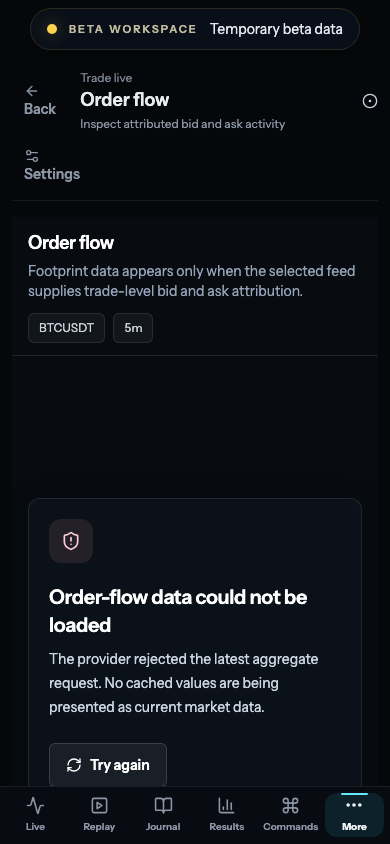 BETA WORKSPACE Temporary beta data
Trade live
Back
Order flow
Inspect attributed bid and ask activity
Settings
Order flow
Footprint data appears only when the selected feed
supplies trade-level bid and ask attribution.
BTCUSDT 5m
Order-flow data could not be
loaded
The provider rejected the latest aggregate
request. No cached values are being
presented as current market data.
Try again
Live Replay Journal Results Commands More